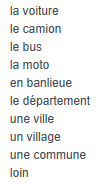 la voiture
le camion
le bus
la moto
en banlieue
le département
une ville
un village
une commune
loin